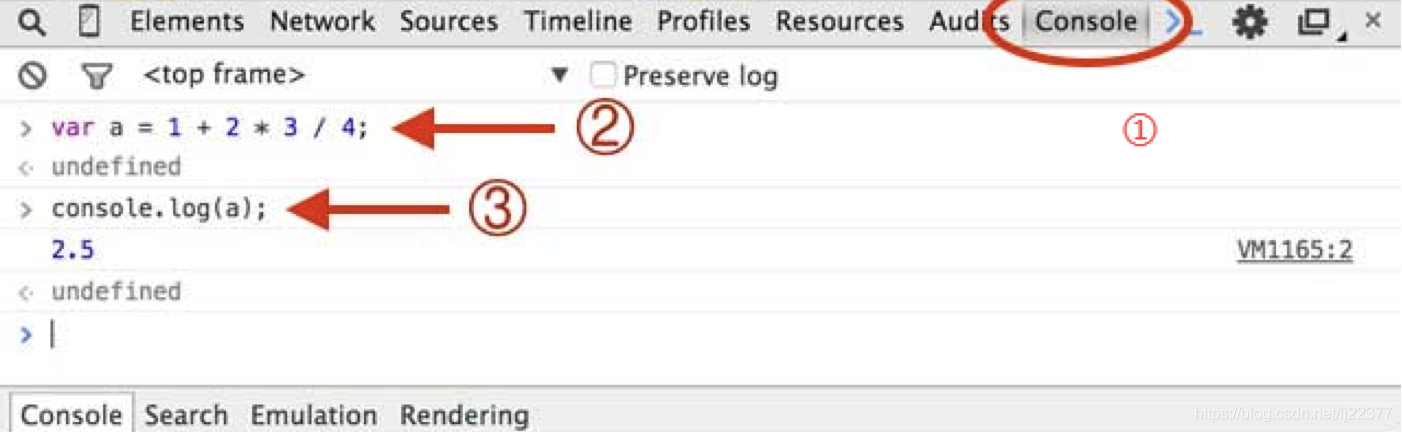 Elements Network Sources Timeline Profiles Resources Audits Console
<top frame> ▼ Preserve log
> var a = 1 + 2 * 3 / 4; ②
①
undefined
> console.log(a); ③
2.5 VM1165:2
undefined
>
Console Search Emulation Rendering
https://blog.csdn.net/lj22377